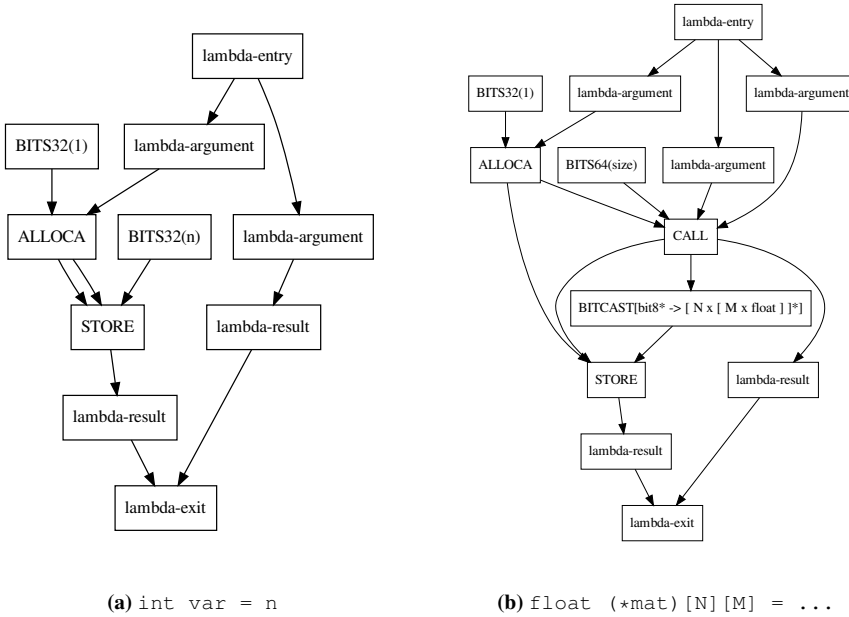 lambda-entry
BITS32(1)
lambda-argument
ALLOCA
BITS32(n)
lambda-argument
STORE
lambda-result
lambda-result
lambda-exit
(a) int var = n
lambda-entry
BITS32(1)
lambda-argument
lambda-argument
ALLOCA
BITS64(size)
lambda-argument
CALL
BITCAST[bit8* -> [ N x [ M x float ] ]*]
STORE
lambda-result
lambda-result
lambda-exit
(b) float (*mat)[N][M] = ...